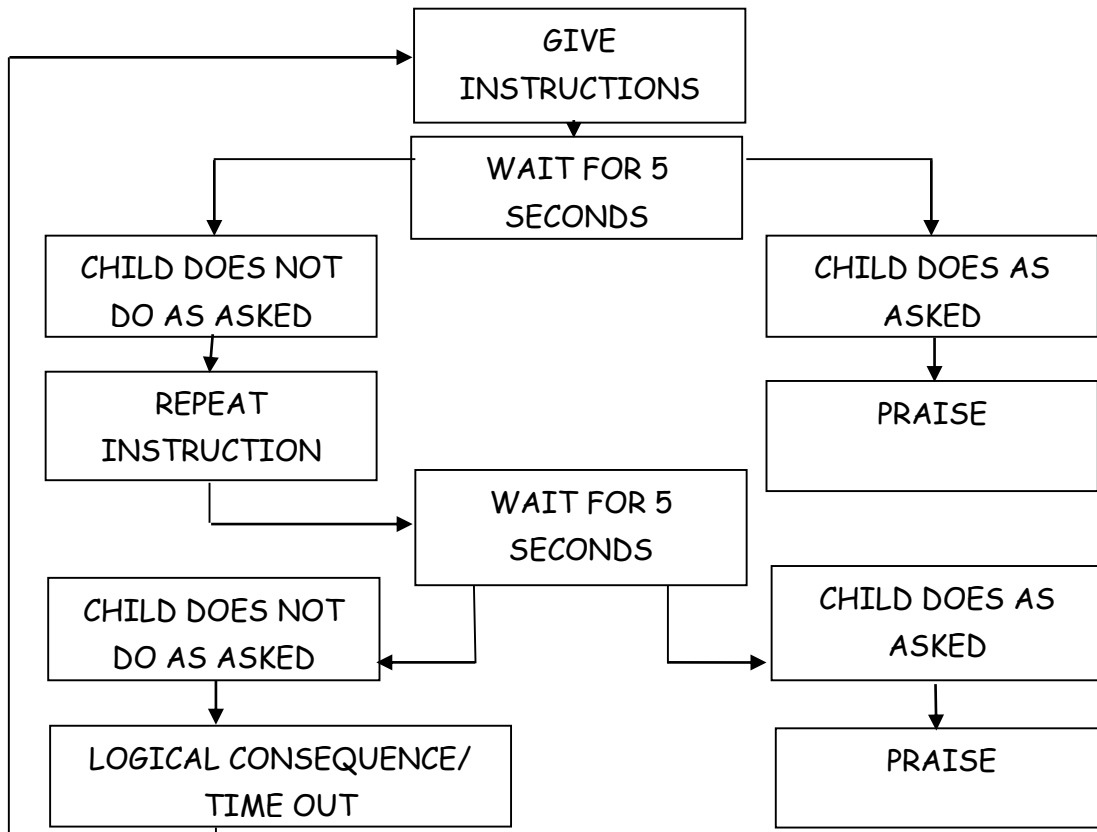 GIVE
INSTRUCTIONS
WAIT FOR 5
SECONDS
CHILD DOES NOT
DO AS ASKED
CHILD DOES AS
ASKED
REPEAT
INSTRUCTION
PRAISE
WAIT FOR 5
SECONDS
CHILD DOES NOT
DO AS ASKED
CHILD DOES AS
ASKED
LOGICAL CONSEQUENCE/
TIME OUT
PRAISE